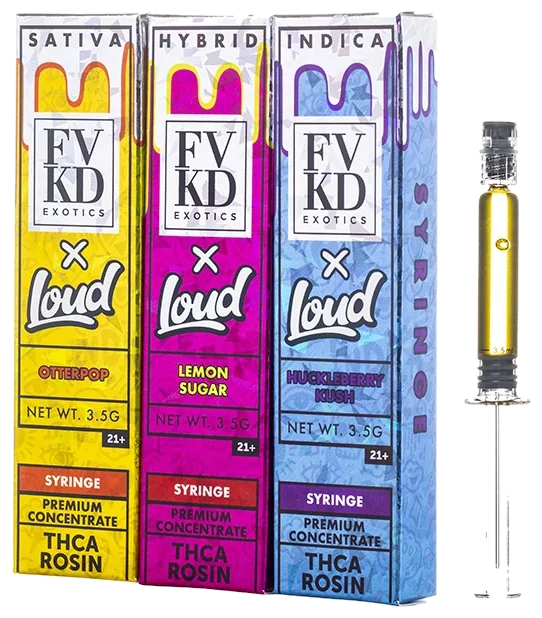 SATIVA
FV
KD
EXOTICS
X
Loud
OTTERPOP
NET WT. 3.5G
21+
SYRINGE
PREMIUM
CONCENTRATE
THCA
ROSIN
HYBRID
FV
KD
EXOTICS
X
Loud
LEMON
SUGAR
NET WT. 3.5G
21+
SYRINGE
PREMIUM
CONCENTRATE
THCA
ROSIN
INDICA
FV
KD
EXOTICS
X
Loud
HUCKLEBERRY
KUSH
NET WT. 3.5G
21+
SYRINGE
PREMIUM
CONCENTRATE
THCA
ROSIN
SYRINGE